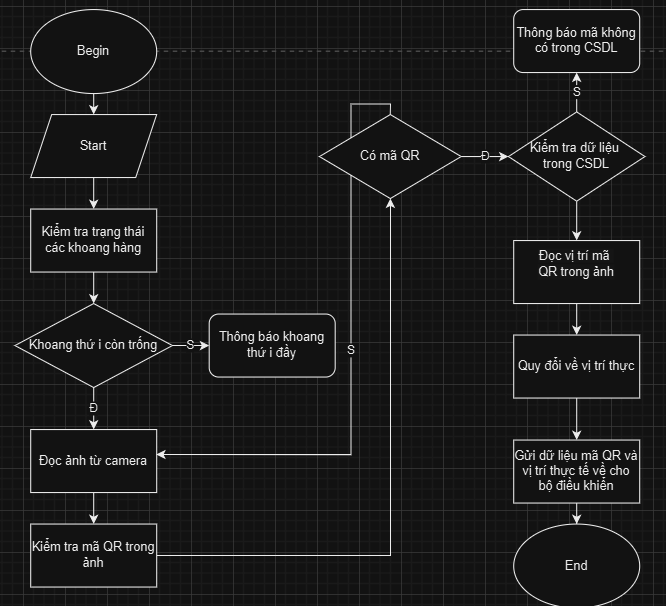 Begin
Start
Kiểm tra trạng thái
các khoang hàng
Khoang thứ i còn trống
S
Thông báo khoang
thứ i đầy
Đ
Đọc ảnh từ camera
Kiểm tra mã QR trong
ảnh
Có mã QR
S
Đ
Kiểm tra dữ liệu
trong CSDL
S
Thông báo mã không
có trong CSDL
Đọc vị trí mã
QR trong ảnh
Quy đổi về vị trí thực
Gửi dữ liệu mã QR và
vị trí thực tế về cho
bộ điều khiển
End